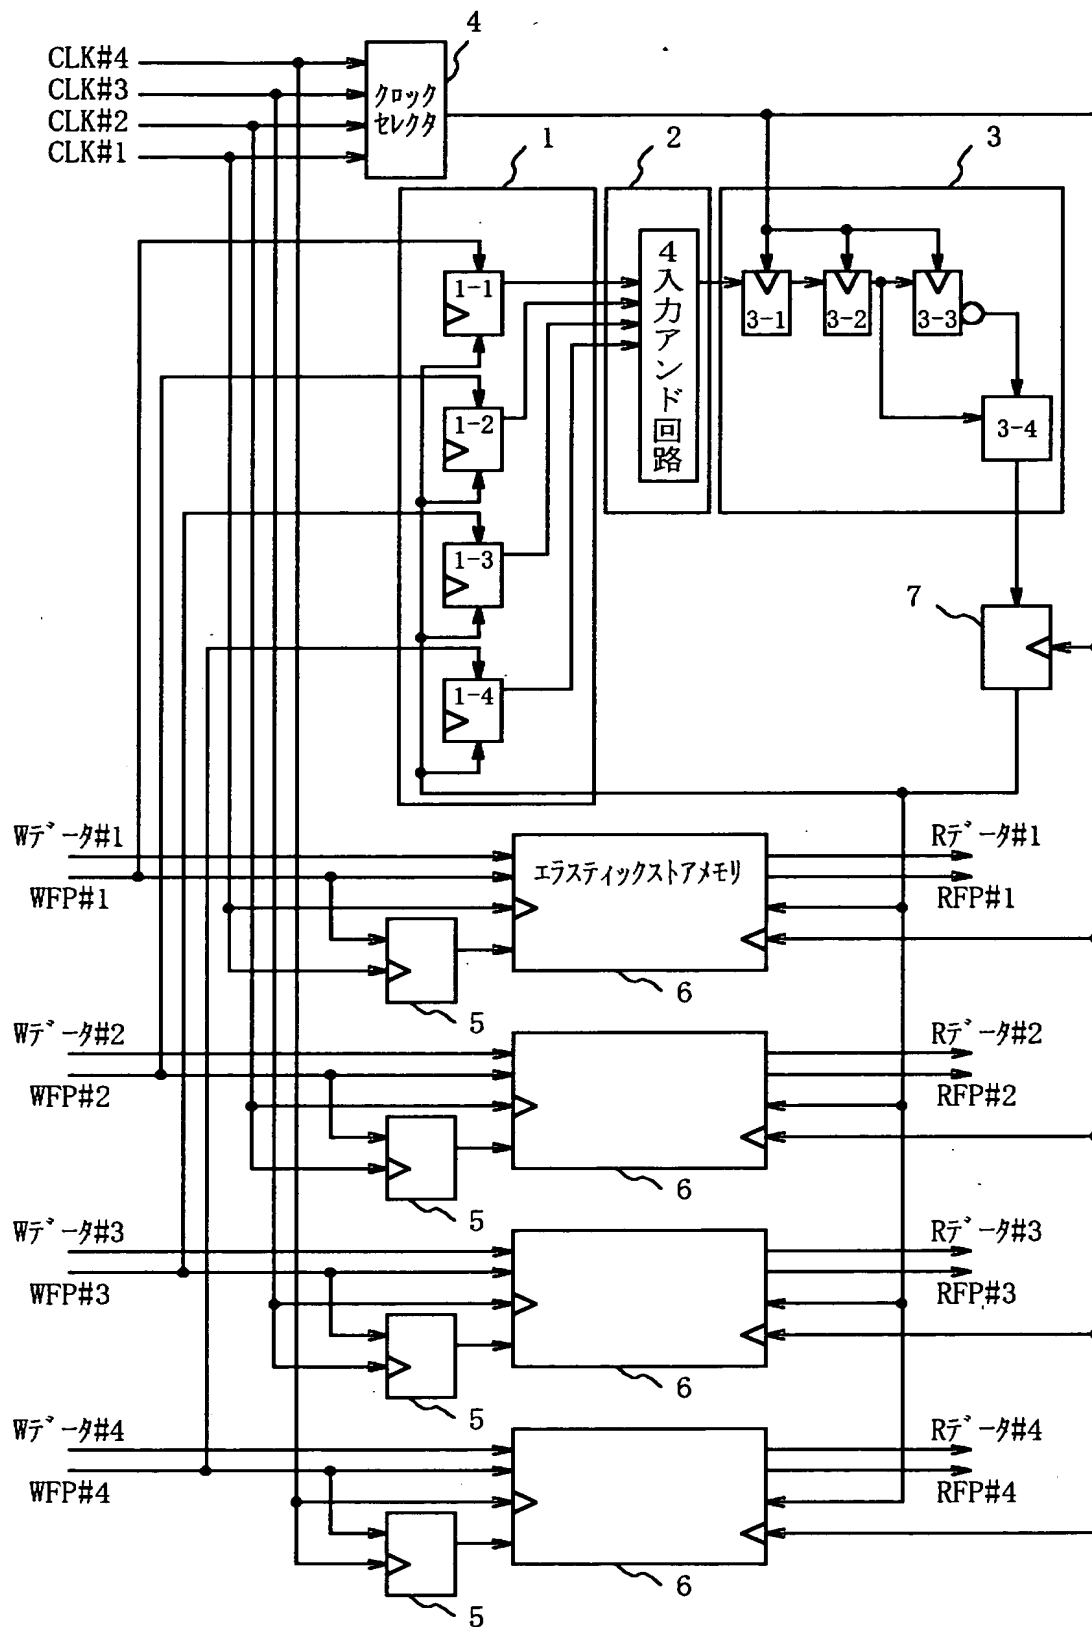 4
CLK#4
CLK#3
CLK#2
CLK#1
クロック
セレクタ
1
2
3
4入力アンド回路
1-1
1-2
1-3
1-4
3-1
3-2
3-3
3-4
7
Wデータ#1
WFP#1
エラスティックストアメモリ
Rデータ#1
RFP#1
5
6
Wデータ#2
WFP#2
Rデータ#2
RFP#2
5
6
Wデータ#3
WFP#3
Rデータ#3
RFP#3
5
6
Wデータ#4
WFP#4
Rデータ#4
RFP#4
5
6